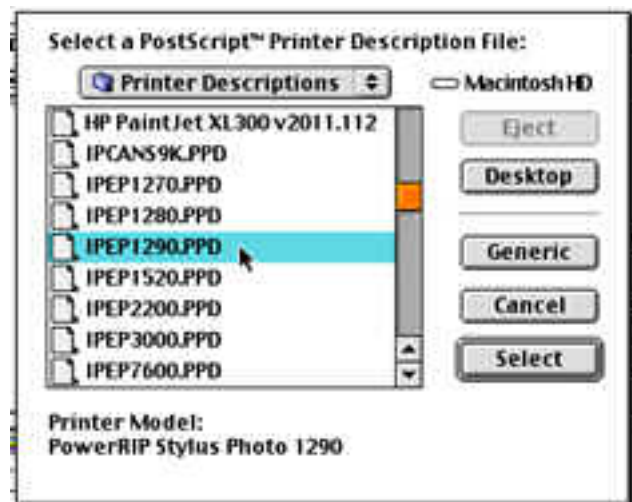 Select a PostScript™ Printer Description File:
Printer Descriptions
Macintosh HD
HP PaintJet XL300 v2011.112
IPCANS9K.PPD
IPEP1270.PPD
IPEP1280.PPD
IPEP1290.PPD
IPEP1520.PPD
IPEP2200.PPD
IPEP3000.PPD
IPEP7600.PPD
Eject
Desktop
Generic
Cancel
Select
Printer Model:
PowerRIP Stylus Photo 1290